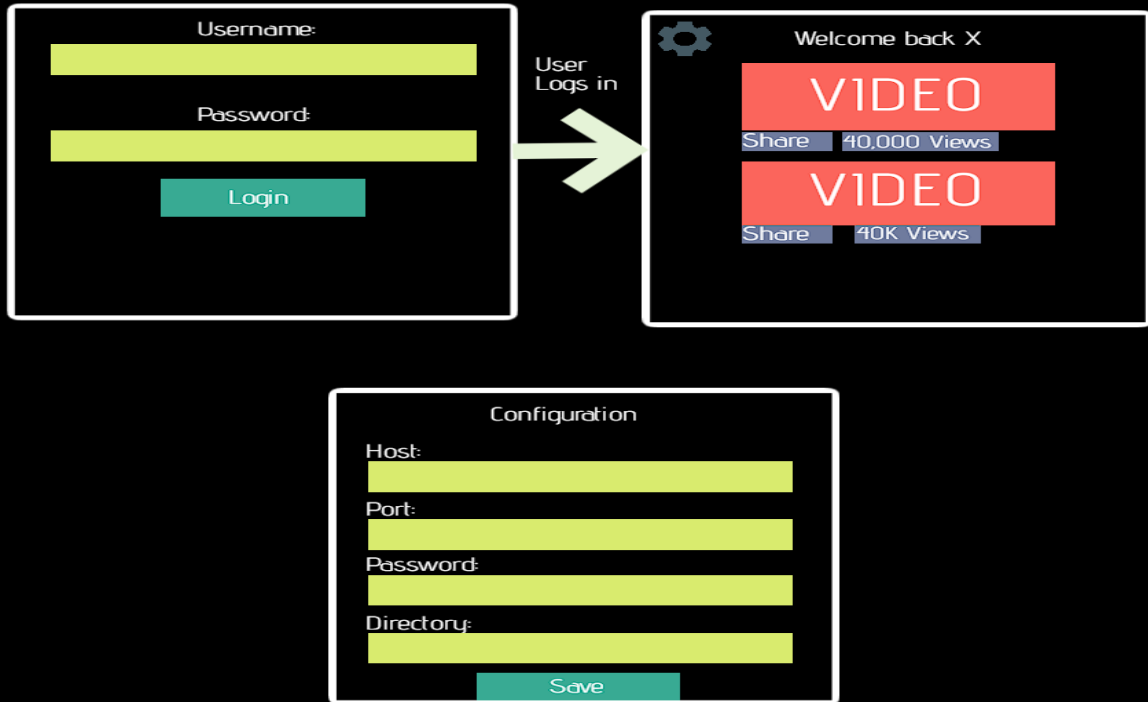 Username:
Password:
Login
User
Logs in
Welcome back X
VIDEO
Share
40,000 Views
VIDEO
Share
40K Views
Configuration
Host:
Port:
Password:
Directory:
Save